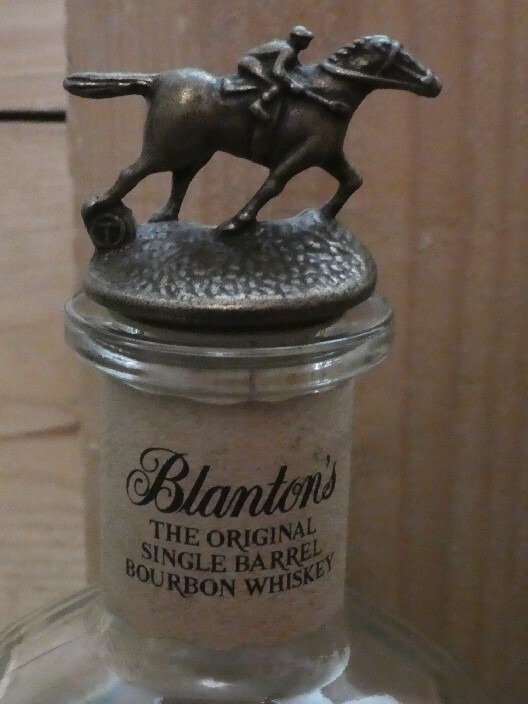 T
Blanton's
THE ORIGINAL
SINGLE BARREL
BOURBON WHISKEY